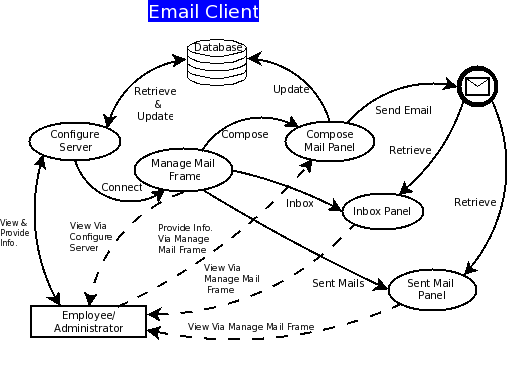 Email Client
Database
Retrieve
&
Update
Update
Send Email
Configure
Server
Compose
Compose
Mail Panel
Manage Mail
Frame
Retrieve
Connect
Inbox
Inbox Panel
Retrieve
View &
Provide
Info.
View Via
Configure
Server
Provide Info.
Via Manage
Mail Frame
View Via
Manage Mail
Frame
Sent Mails
Sent Mail
Panel
Employee/
Administrator
View Via Manage Mail Frame